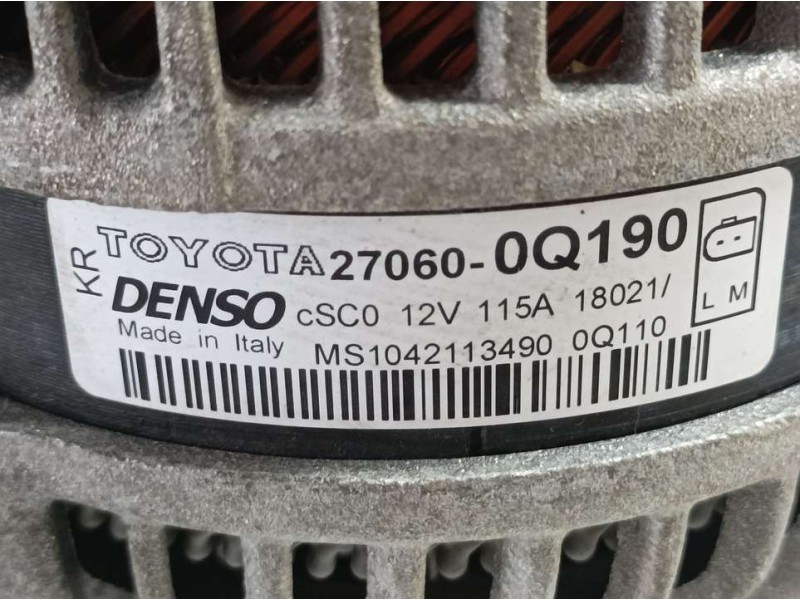 KR TOYOTA 27060-0Q190
DENSO cSC0 12V 115A 18021/
L M
Made in Italy MS1042113490 0Q110